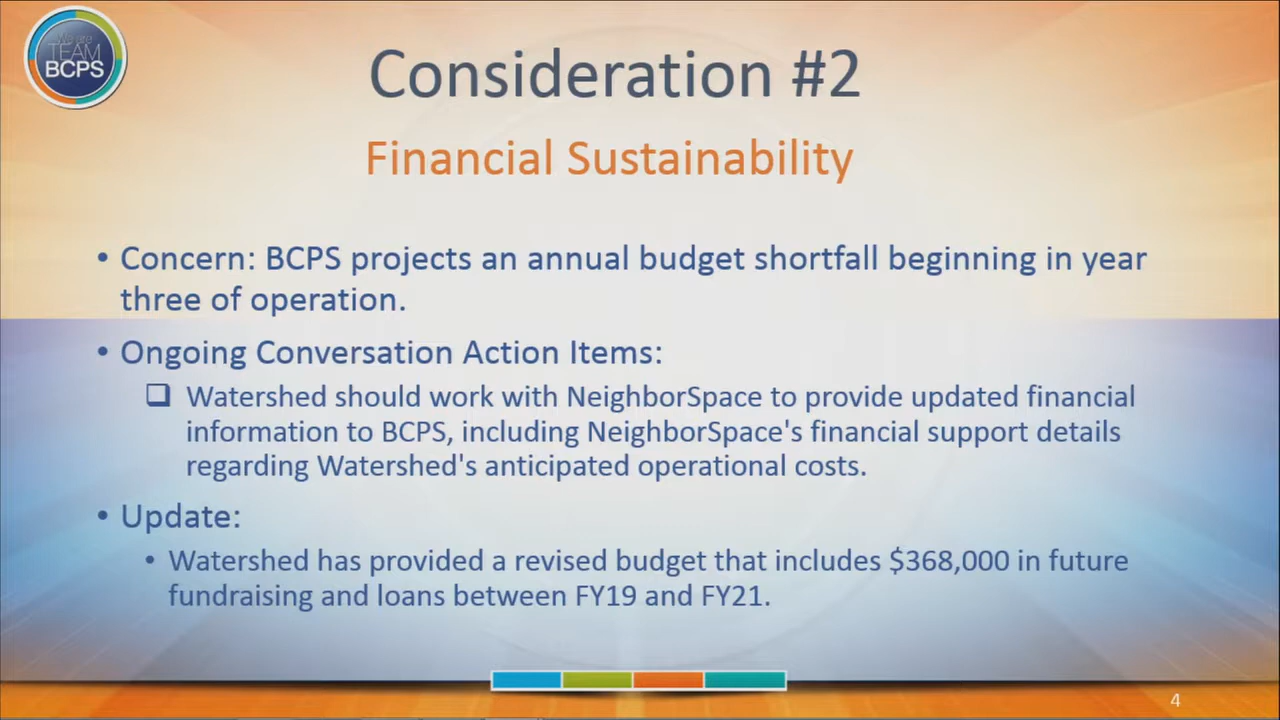 We are
TEAM
BCPS
Consideration #2
Financial Sustainability
• Concern: BCPS projects an annual budget shortfall beginning in year
three of operation.
• Ongoing Conversation Action Items:
❑ Watershed should work with NeighborSpace to provide updated financial
information to BCPS, including NeighborSpace's financial support details
regarding Watershed's anticipated operational costs.
• Update:
• Watershed has provided a revised budget that includes $368,000 in future
fundraising and loans between FY19 and FY21.
4